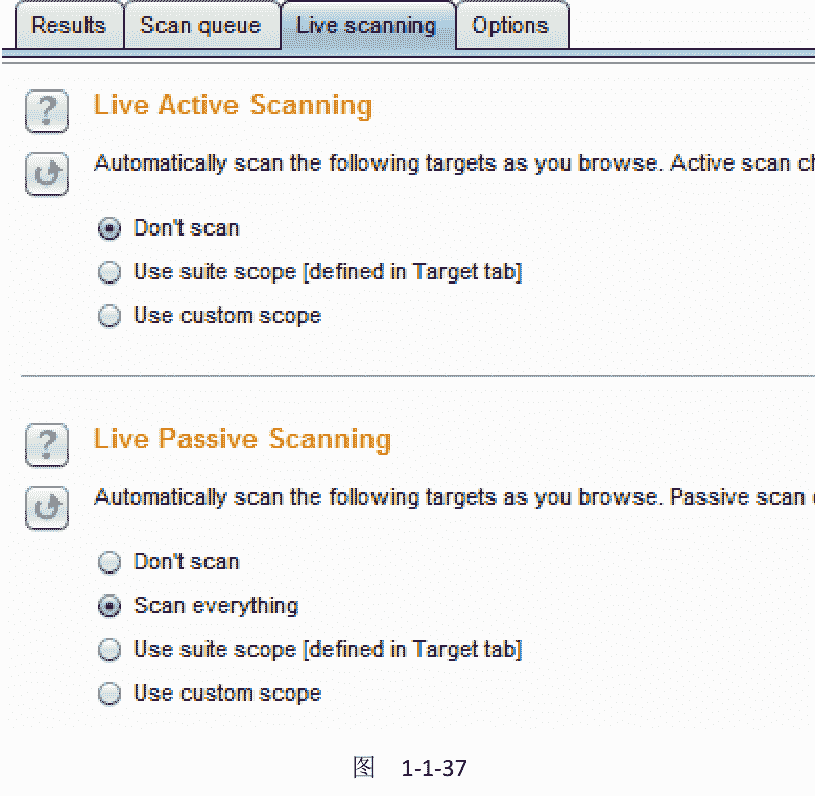 Results Scan queue Live scanning Options
?
Live Active Scanning
Automatically scan the following targets as you browse. Active scan ch
Don't scan
Use suite scope [defined in Target tab]
Use custom scope
?
Live Passive Scanning
Automatically scan the following targets as you browse. Passive scan
Don't scan
Scan everything
Use suite scope [defined in Target tab]
Use custom scope
图 1-1-37